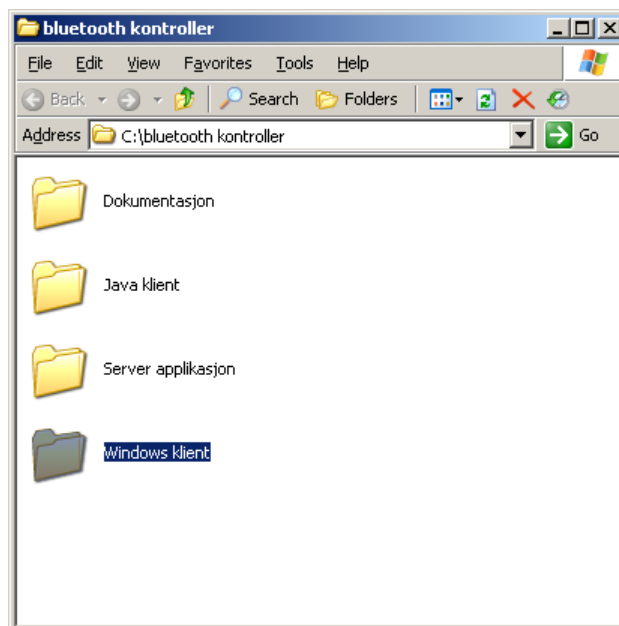 bluetooth kontroller
File Edit View Favorites Tools Help
Back Search Folders
Address C:\bluetooth kontroller Go
Dokumentasjon
Java klient
Server applikasjon
Windows klient